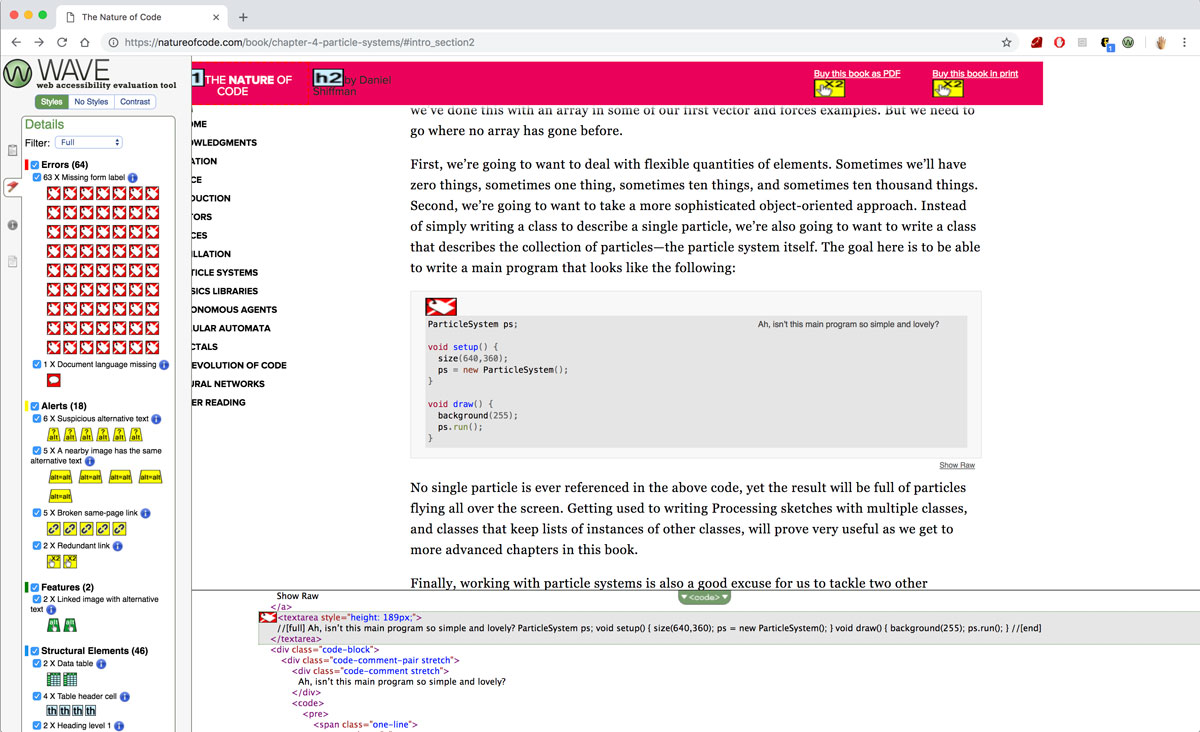 The Nature of Code
https://natureofcode.com/book/chapter-4-particle-systems/#intro_section2
1
W
WAVE
web accessibility evaluation tool
Styles
No Styles
Contrast
Details
Filter:
Full
Errors (64)
63 X Missing form label
1 X Document language missing
Alerts (18)
6 X Suspicious alternative text
? alt ? alt ? alt ? alt ? alt ? alt
5 X A nearby image has the same
alternative text
alt=alt alt=alt alt=alt alt=alt
alt=alt
5 X Broken same-page link
2 X Redundant link
X2 X2
Features (2)
2 X Linked image with alternative
text
alt alt
Structural Elements (46)
2 X Data table
4 X Table header cell
th th th th
2 X Heading level 1
1 THE NATURE OF
CODE
h2 by Daniel
Shiffman
Buy this book as PDF
X2
Buy this book in print
X2
OME
OWLEDGMENTS
ATION
CE
DUCTION
ORS
CES
ILLATION
TICLE SYSTEMS
SICS LIBRARIES
ONOMOUS AGENTS
ULAR AUTOMATA
CTALS
EVOLUTION OF CODE
URAL NETWORKS
ER READING
we've done this with an array in some of our first vector and forces examples. But we need to
go where no array has gone before.
First, we're going to want to deal with flexible quantities of elements. Sometimes we'll have
zero things, sometimes one thing, sometimes ten things, and sometimes ten thousand things.
Second, we're going to want to take a more sophisticated object-oriented approach. Instead
of simply writing a class to describe a single particle, we're also going to want to write a class
that describes the collection of particles—the particle system itself. The goal here is to be able
to write a main program that looks like the following:
ParticleSystem ps;
Ah, isn't this main program so simple and lovely?
void setup() {
size(640,360);
ps = new ParticleSystem();
}
void draw() {
background(255);
ps.run();
}
Show Raw
No single particle is ever referenced in the above code, yet the result will be full of particles
flying all over the screen. Getting used to writing Processing sketches with multiple classes,
and classes that keep lists of instances of other classes, will prove very useful as we get to
more advanced chapters in this book.
Finally, working with particle systems is also a good excuse for us to tackle two other
<code>
Show Raw
</a>
<textarea style="height: 189px;">
//[full] Ah, isn't this main program so simple and lovely? ParticleSystem ps; void setup() { size(640,360); ps = new ParticleSystem(); } void draw() { background(255); ps.run(); } //[end]
</textarea>
<div class="code-block">
<div class="code-comment-pair stretch">
<div class="code-comment stretch">
Ah, isn't this main program so simple and lovely?
</div>
<code>
<pre>
<span class="one-line">